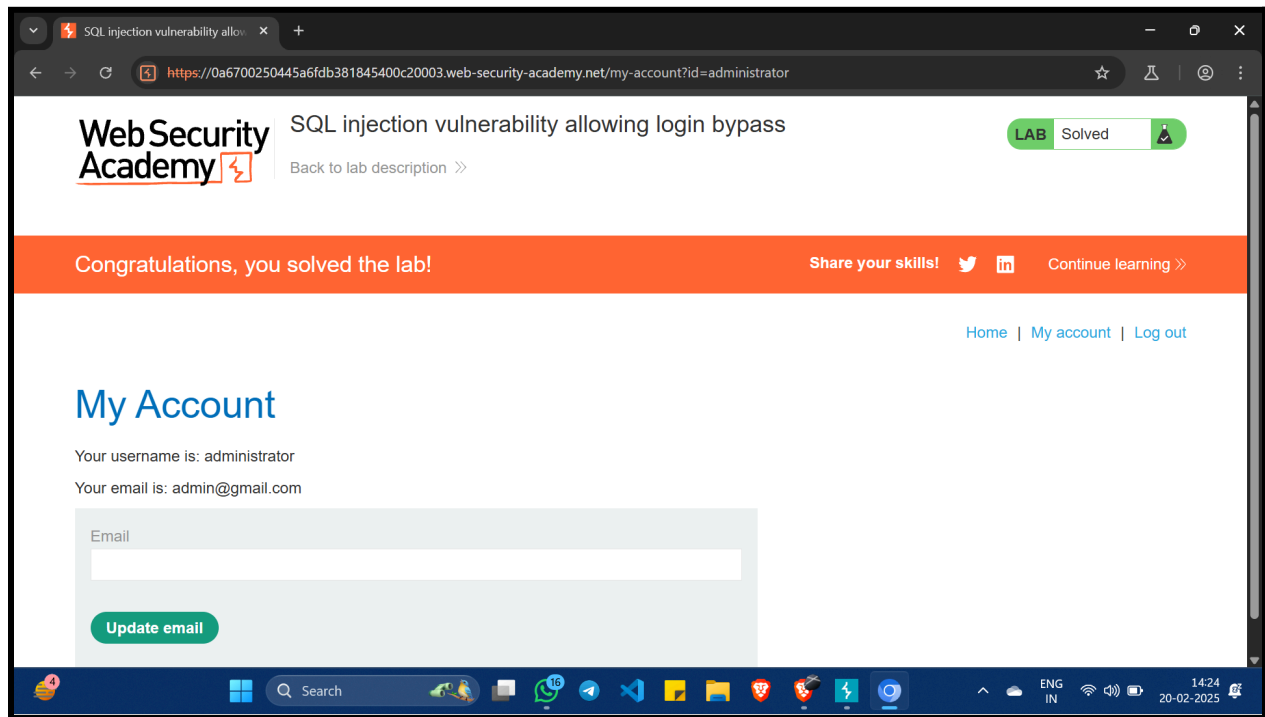 SQL injection vulnerability allow
https://0a6700250445a6fdb381845400c20003.web-security-academy.net/my-account?id=administrator
Web Security
Academy
SQL injection vulnerability allowing login bypass
Back to lab description
LAB Solved
Congratulations, you solved the lab!
Share your skills!
Continue learning
Home | My account | Log out
My Account
Your username is: administrator
Your email is: admin@gmail.com
Email
Update email
4
Search
16
ENG
IN
14:24
20-02-2025